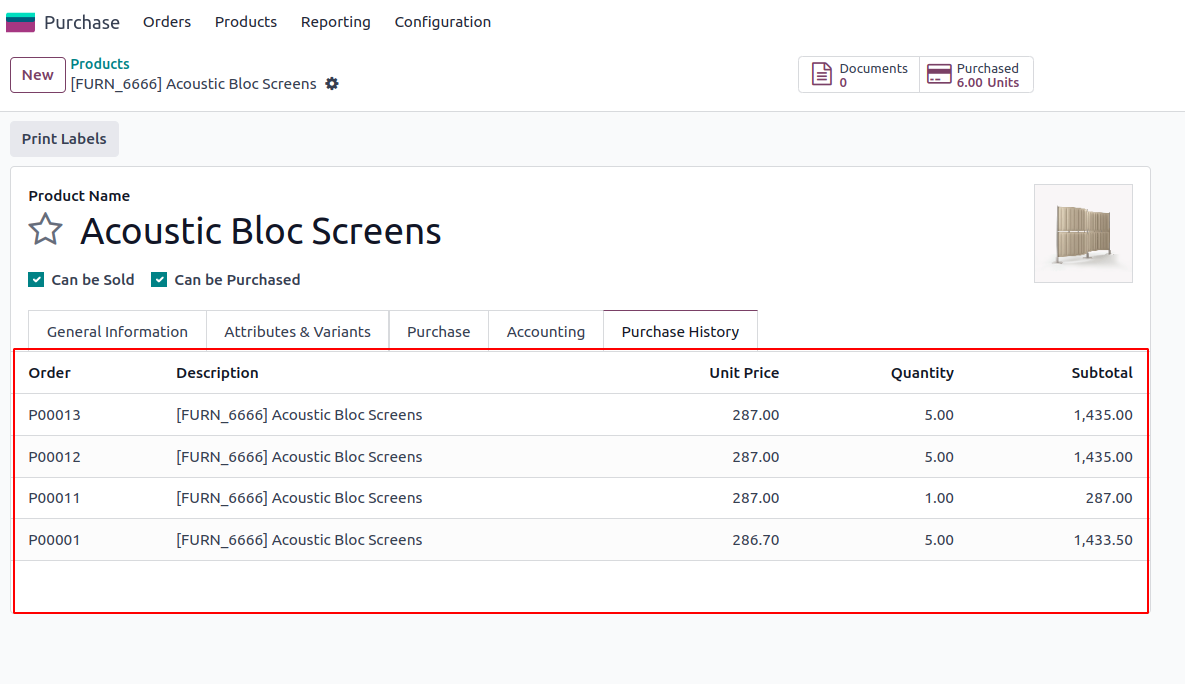 Purchase Orders Products Reporting Configuration
New
Products
[FURN_6666] Acoustic Bloc Screens
Documents
0
Purchased
6.00 Units
Print Labels
Product Name
Acoustic Bloc Screens
Can be Sold Can be Purchased
General Information Attributes & Variants Purchase Accounting Purchase History
Order Description Unit Price Quantity Subtotal
P00013 [FURN_6666] Acoustic Bloc Screens 287.00 5.00 1,435.00
P00012 [FURN_6666] Acoustic Bloc Screens 287.00 5.00 1,435.00
P00011 [FURN_6666] Acoustic Bloc Screens 287.00 1.00 287.00
P00001 [FURN_6666] Acoustic Bloc Screens 286.70 5.00 1,433.50